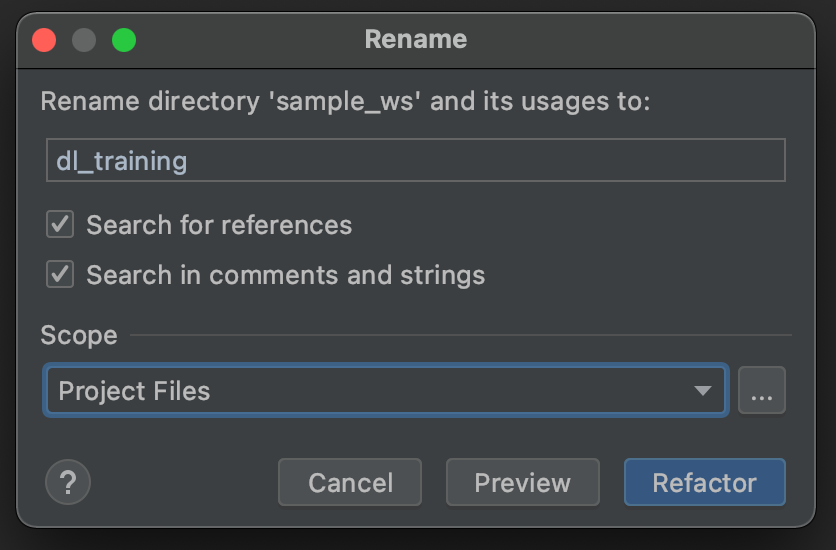 Rename
Rename directory 'sample_ws' and its usages to:
dl_training
Search for references
Search in comments and strings
Scope
Project Files
...
?
Cancel
Preview
Refactor